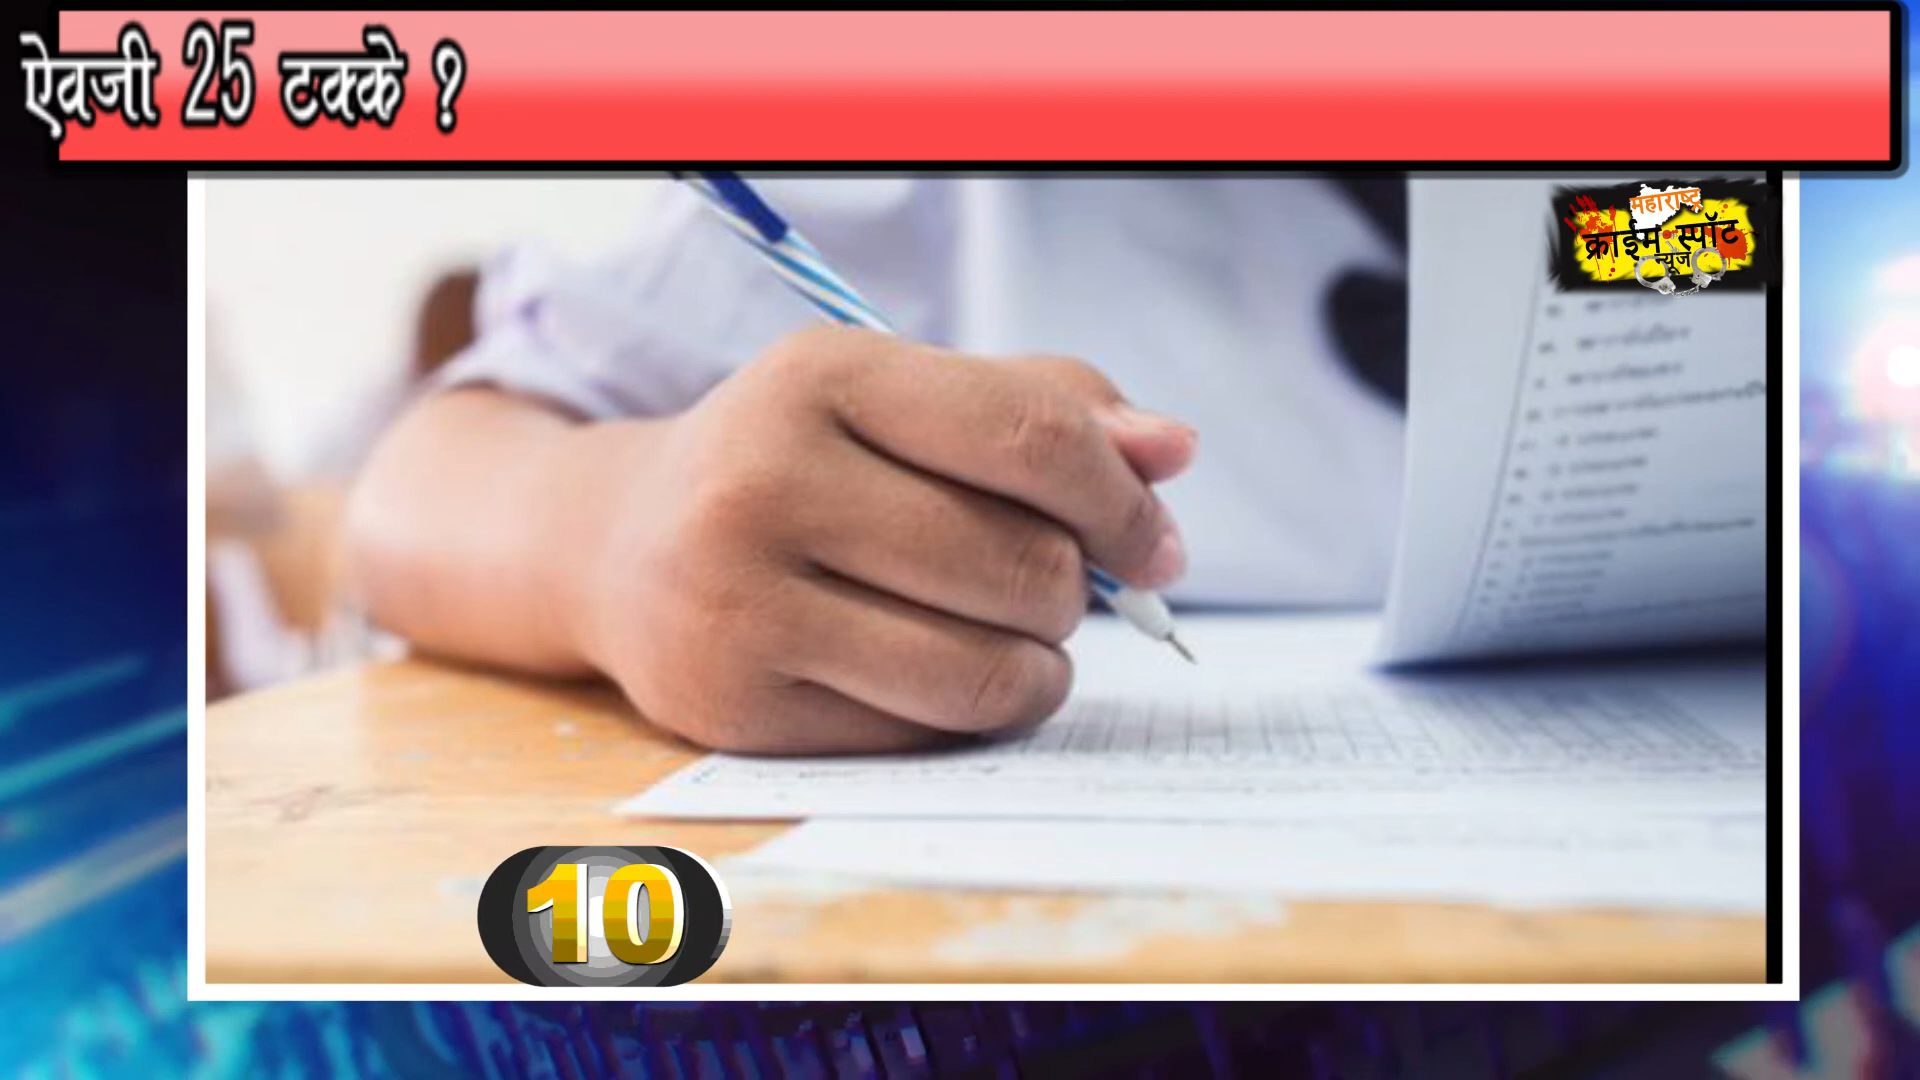 ऐवजी 25 टक्के ?
महाराष्ट्र
क्राईम स्पॉट
न्यूज
10